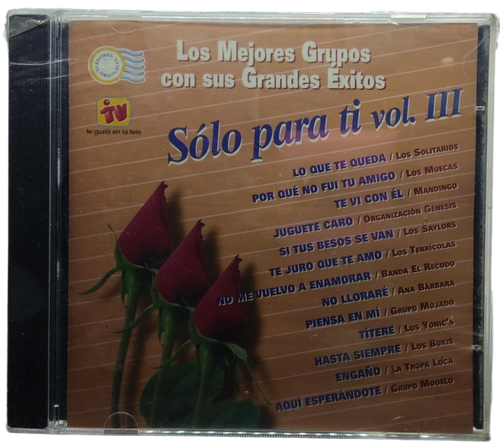 Los Mejores Grupos
con sus Grandes Éxitos
TV
te gustó en la tele
Sólo para ti vol. III
LO QUE TE QUEDA / LOS SOLITARIOS
POR QUÉ NO FUI TU AMIGO / LOS MUECAS
TE VI CON ÉL / MANDINGO
JUGUETE CARO / ORGANIZACIÓN GÉNESIS
SI TUS BESOS SE VAN / LOS SAYLORS
TE JURO QUE TE AMO / LOS TERRÍCOLAS
NO ME VUELVO A ENAMORAR / BANDA EL RECODO
NO LLORARÉ / ANA BÁRBARA
PIENSA EN MÍ / GRUPO MOJADO
TÍTERE / LOS YONIC'S
HASTA SIEMPRE / LOS BUKIS
ENGAÑO / LA TROPA LOCA
AQUÍ ESPERÁNDOTE / GRUPO MODELO